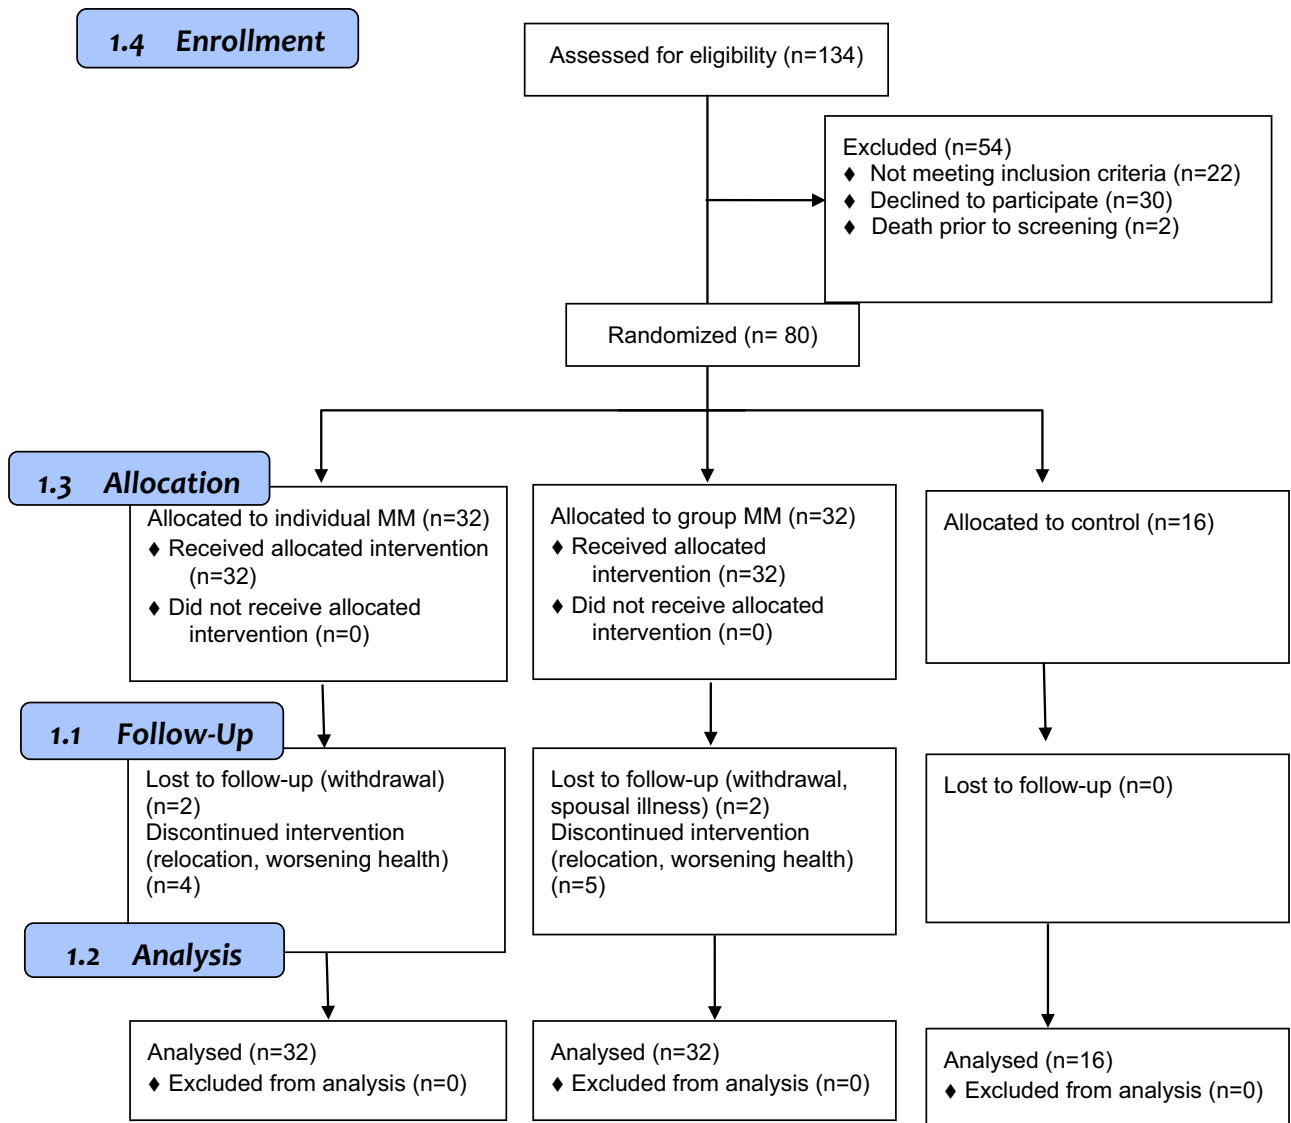 1.4 Enrollment
Assessed for eligibility (n=134)
Excluded (n=54)
♦ Not meeting inclusion criteria (n=22)
♦ Declined to participate (n=30)
♦ Death prior to screening (n=2)
Randomized (n= 80)
1.3 Allocation
Allocated to individual MM (n=32)
♦ Received allocated intervention
(n=32)
♦ Did not receive allocated
intervention (n=0)
Allocated to group MM (n=32)
♦ Received allocated
intervention (n=32)
♦ Did not receive allocated
intervention (n=0)
Allocated to control (n=16)
1.1 Follow-Up
Lost to follow-up (withdrawal)
(n=2)
Discontinued intervention
(relocation, worsening health)
(n=4)
Lost to follow-up (withdrawal,
spousal illness) (n=2)
Discontinued intervention
(relocation, worsening health)
(n=5)
Lost to follow-up (n=0)
1.2 Analysis
Analysed (n=32)
♦ Excluded from analysis (n=0)
Analysed (n=32)
♦ Excluded from analysis (n=0)
Analysed (n=16)
♦ Excluded from analysis (n=0)